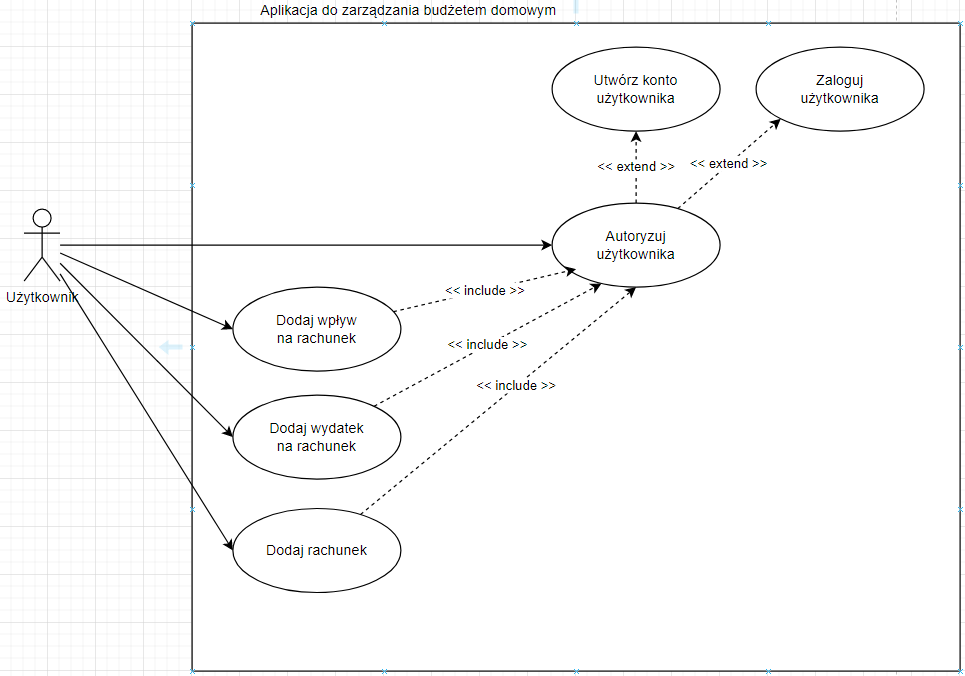 Aplikacja do zarządzania budżetem domowym
Utwórz konto
użytkownika
Zaloguj
użytkownika
<< extend >>
<< extend >>
Autoryzuj
użytkownika
Użytkownik
<< include >>
Dodaj wpływ
na rachunek
<< include >>
<< include >>
Dodaj wydatek
na rachunek
Dodaj rachunek